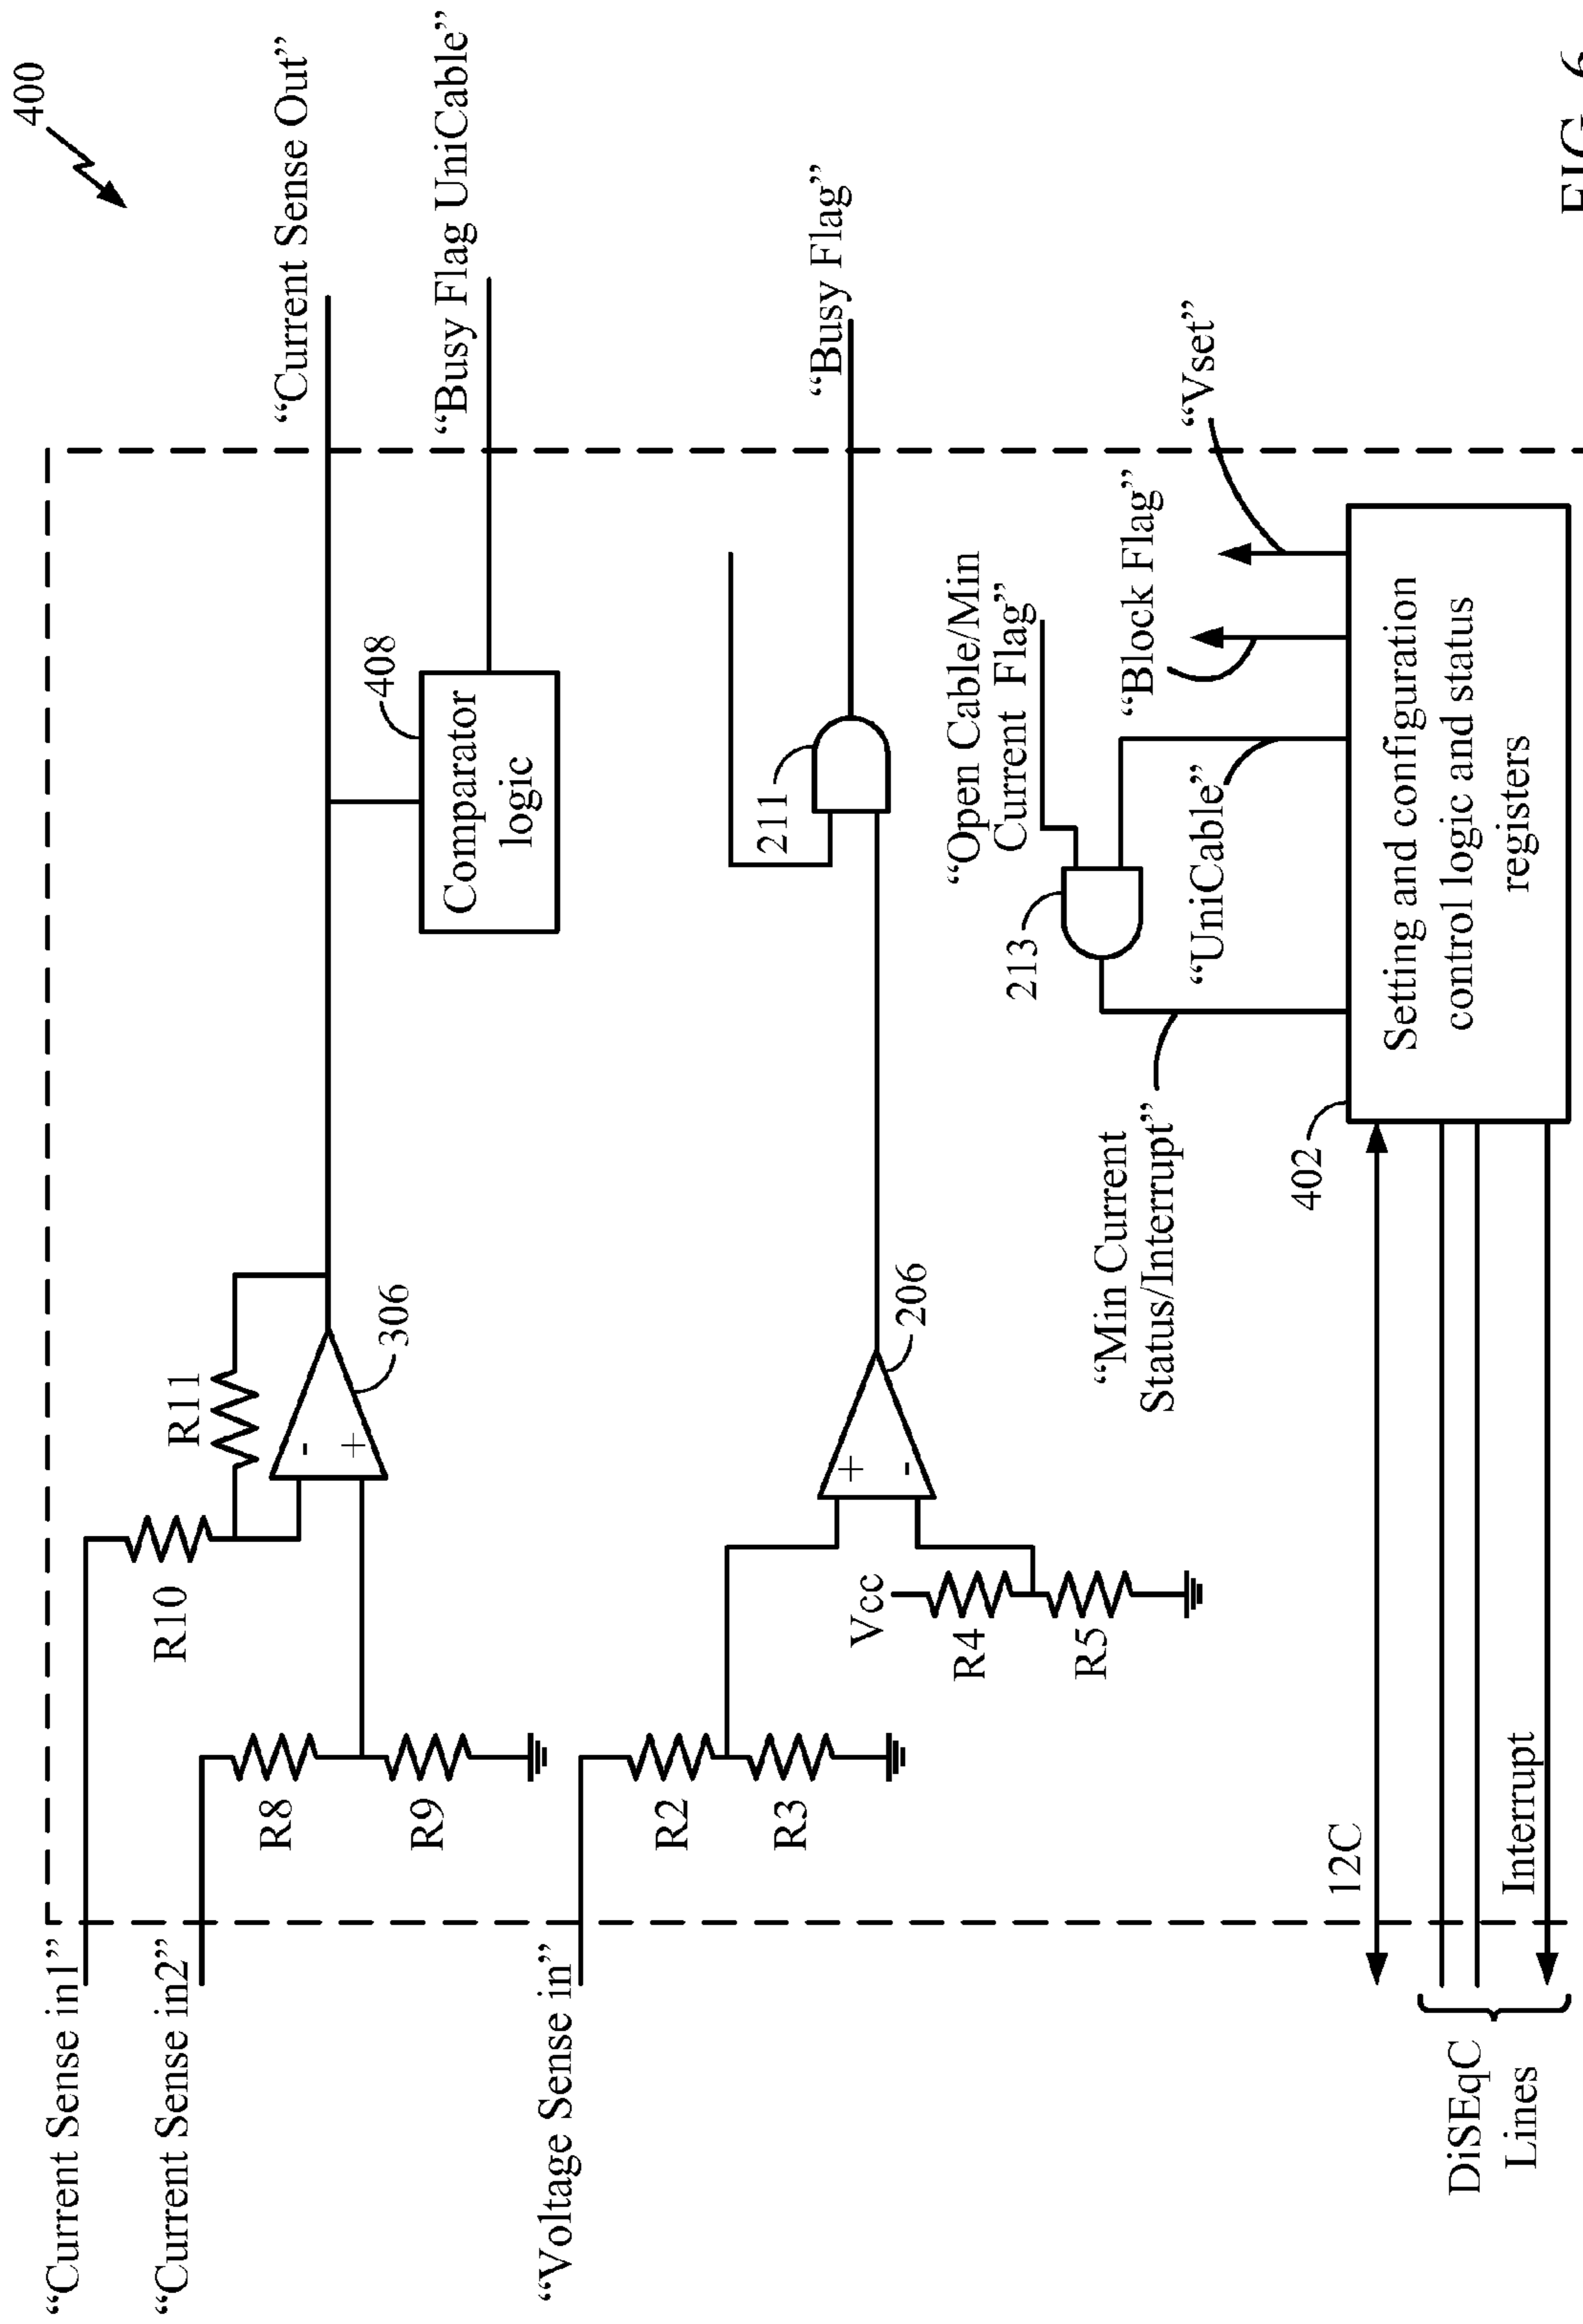 400
“Current Sense in1”
“Current Sense Out”
R10
R11
“Current Sense in2”
306
R8
R9
408
Comparator
logic
“Busy Flag UniCable”
“Voltage Sense in”
R2
R3
Vcc
R4
R5
+
-
-
+
206
211
“Busy Flag”
“Open Cable/Min
Current Flag”
213
“Min Current
Status/Interrupt”
“UniCable”
“Block Flag”
“Vset”
402
Setting and configuration
control logic and status
registers
12C
Interrupt
DiSEqC
Lines
FIG. 6